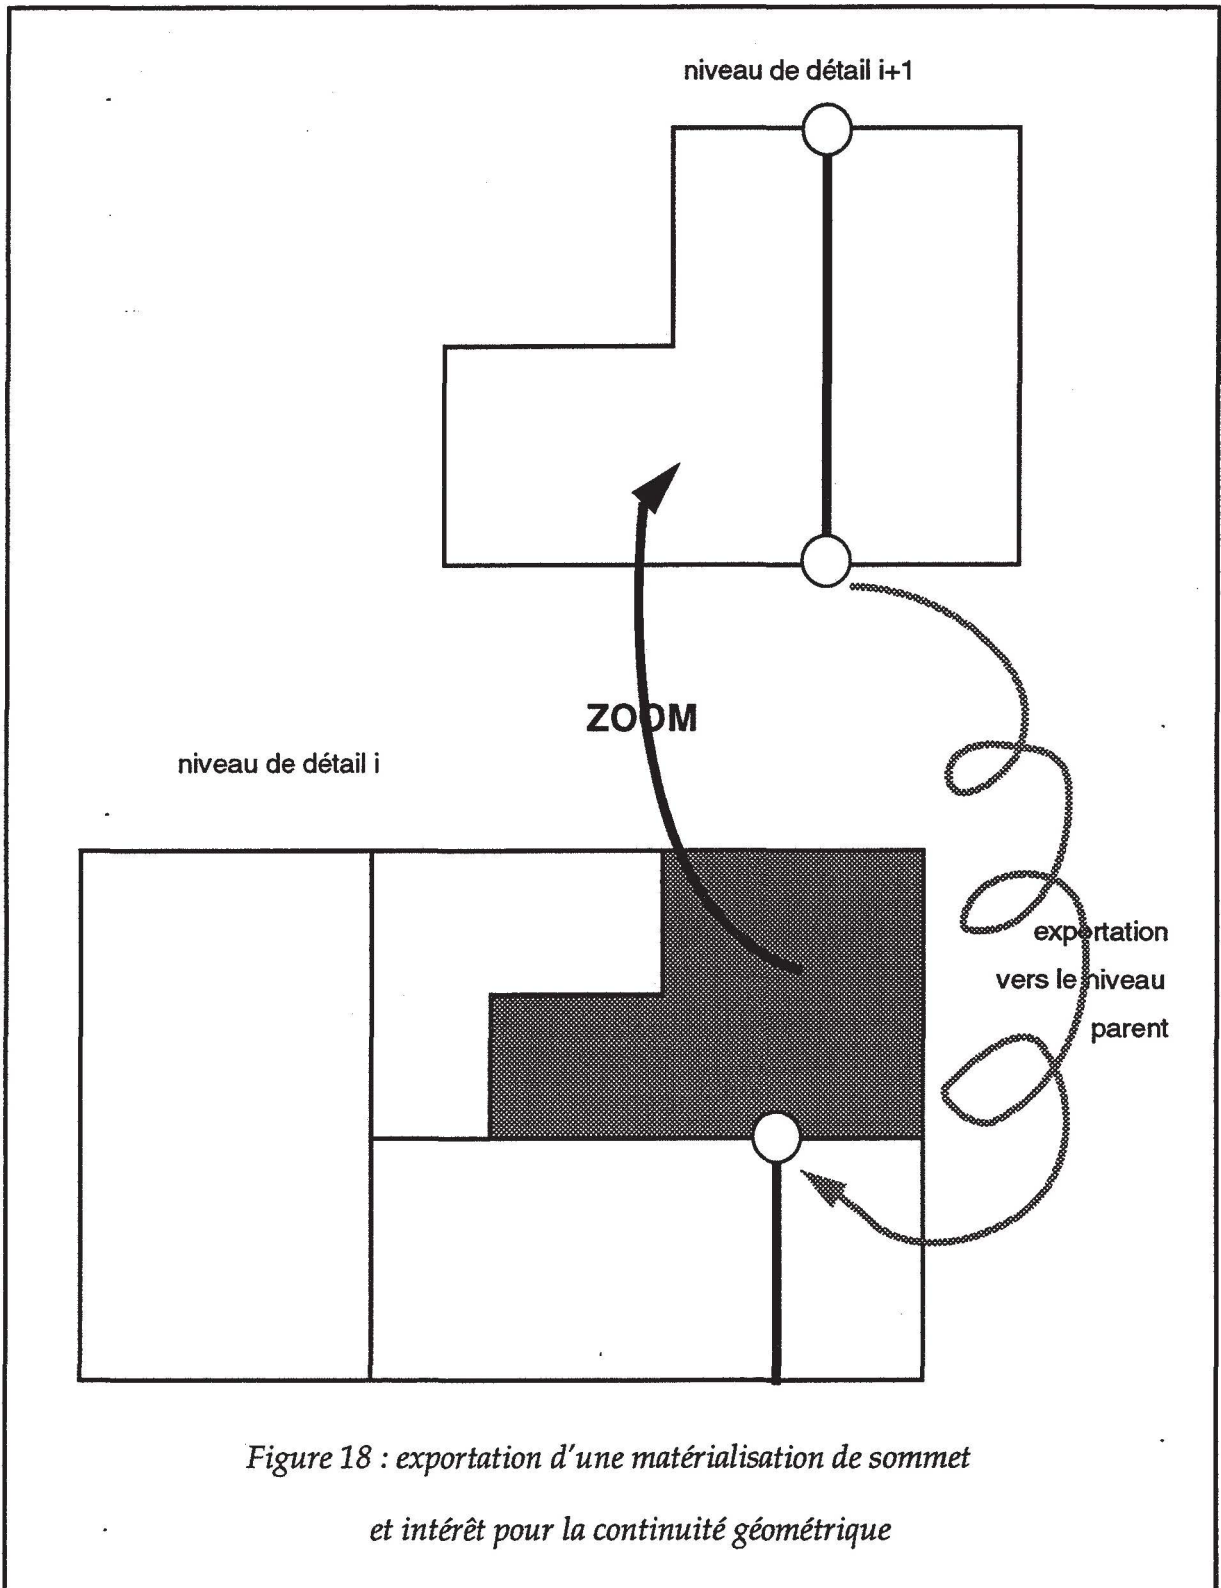 niveau de détail i+1
ZOOM
niveau de détail i
exportation
vers le niveau
parent
Figure 18 : exportation d'une matérialisation de sommet
et intérêt pour la continuité géométrique